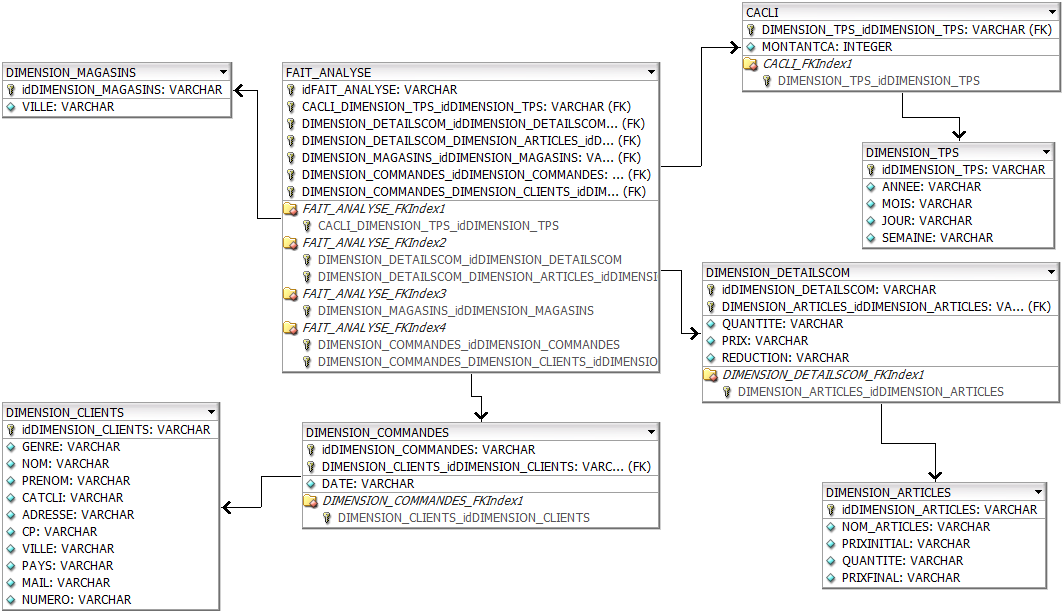 CACLI
DIMENSION_TPS_idDIMENSION_TPS: VARCHAR (FK)
MONTANTCA: INTEGER
CACLI_FKIndex1
DIMENSION_TPS_idDIMENSION_TPS
DIMENSION_MAGASINS
idDIMENSION_MAGASINS: VARCHAR
VILLE: VARCHAR
FAIT_ANALYSE
idFAIT_ANALYSE: VARCHAR
CACLI_DIMENSION_TPS_idDIMENSION_TPS: VARCHAR (FK)
DIMENSION_DETAILSCOM_idDIMENSION_DETAILSCOM... (FK)
DIMENSION_DETAILSCOM_DIMENSION_ARTICLES_idD... (FK)
DIMENSION_MAGASINS_idDIMENSION_MAGASINS: VA... (FK)
DIMENSION_COMMANDES_idDIMENSION_COMMANDES: ... (FK)
DIMENSION_COMMANDES_DIMENSION_CLIENTS_idDIM... (FK)
FAIT_ANALYSE_FKIndex1
CACLI_DIMENSION_TPS_idDIMENSION_TPS
FAIT_ANALYSE_FKIndex2
DIMENSION_DETAILSCOM_idDIMENSION_DETAILSCOM
DIMENSION_DETAILSCOM_DIMENSION_ARTICLES_idDIMENSI
FAIT_ANALYSE_FKIndex3
DIMENSION_MAGASINS_idDIMENSION_MAGASINS
FAIT_ANALYSE_FKIndex4
DIMENSION_COMMANDES_idDIMENSION_COMMANDES
DIMENSION_COMMANDES_DIMENSION_CLIENTS_idDIMENSIO
DIMENSION_TPS
idDIMENSION_TPS: VARCHAR
ANNEE: VARCHAR
MOIS: VARCHAR
JOUR: VARCHAR
SEMAINE: VARCHAR
DIMENSION_DETAILSCOM
idDIMENSION_DETAILSCOM: VARCHAR
DIMENSION_ARTICLES_idDIMENSION_ARTICLES: VA... (FK)
QUANTITE: VARCHAR
PRIX: VARCHAR
REDUCTION: VARCHAR
DIMENSION_DETAILSCOM_FKIndex1
DIMENSION_ARTICLES_idDIMENSION_ARTICLES
DIMENSION_CLIENTS
idDIMENSION_CLIENTS: VARCHAR
GENRE: VARCHAR
NOM: VARCHAR
PRENOM: VARCHAR
CATCLI: VARCHAR
ADRESSE: VARCHAR
CP: VARCHAR
VILLE: VARCHAR
PAYS: VARCHAR
MAIL: VARCHAR
NUMERO: VARCHAR
DIMENSION_COMMANDES
idDIMENSION_COMMANDES: VARCHAR
DIMENSION_CLIENTS_idDIMENSION_CLIENTS: VARC... (FK)
DATE: VARCHAR
DIMENSION_COMMANDES_FKIndex1
DIMENSION_CLIENTS_idDIMENSION_CLIENTS
DIMENSION_ARTICLES
idDIMENSION_ARTICLES: VARCHAR
NOM_ARTICLES: VARCHAR
PRIXINITIAL: VARCHAR
QUANTITE: VARCHAR
PRIXFINAL: VARCHAR